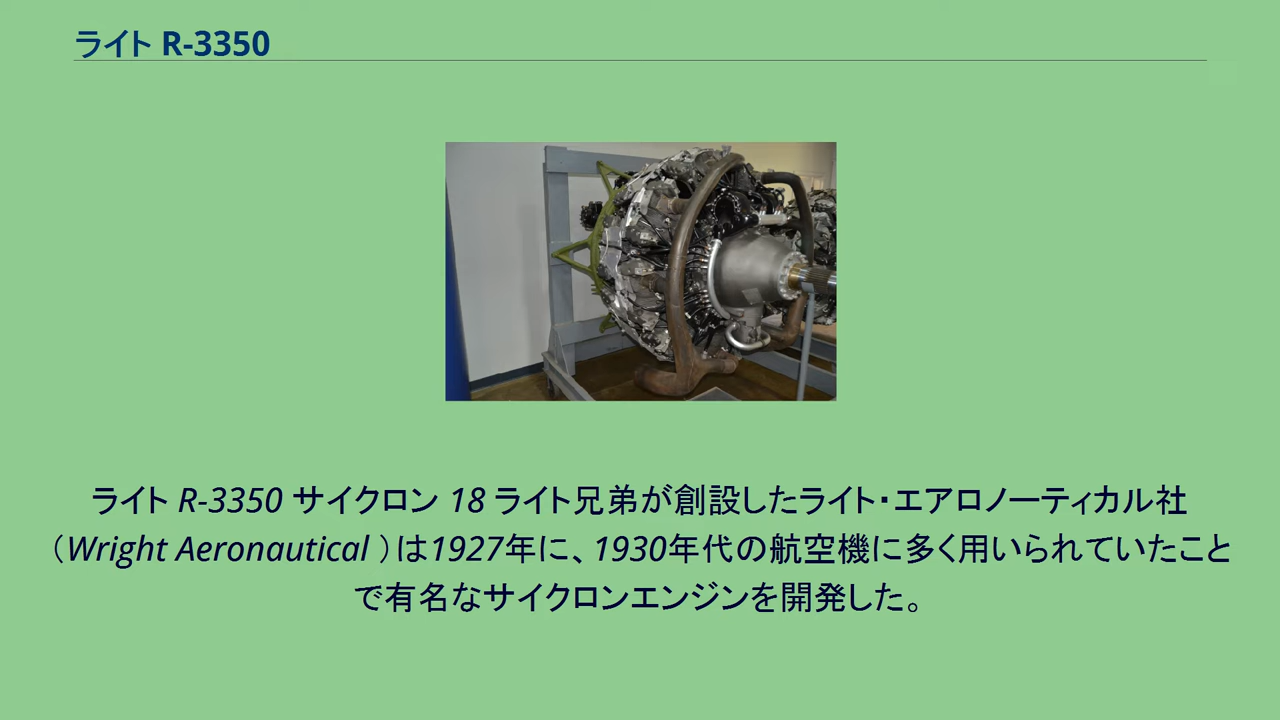 ライト R-3350
ライト R-3350 サイクロン 18 ライト兄弟が創設したライト・エアロノーティカル社
（Wright Aeronautical ）は1927年に、1930年代の航空機に多く用いられていたこと
で有名なサイクロンエンジンを開発した。